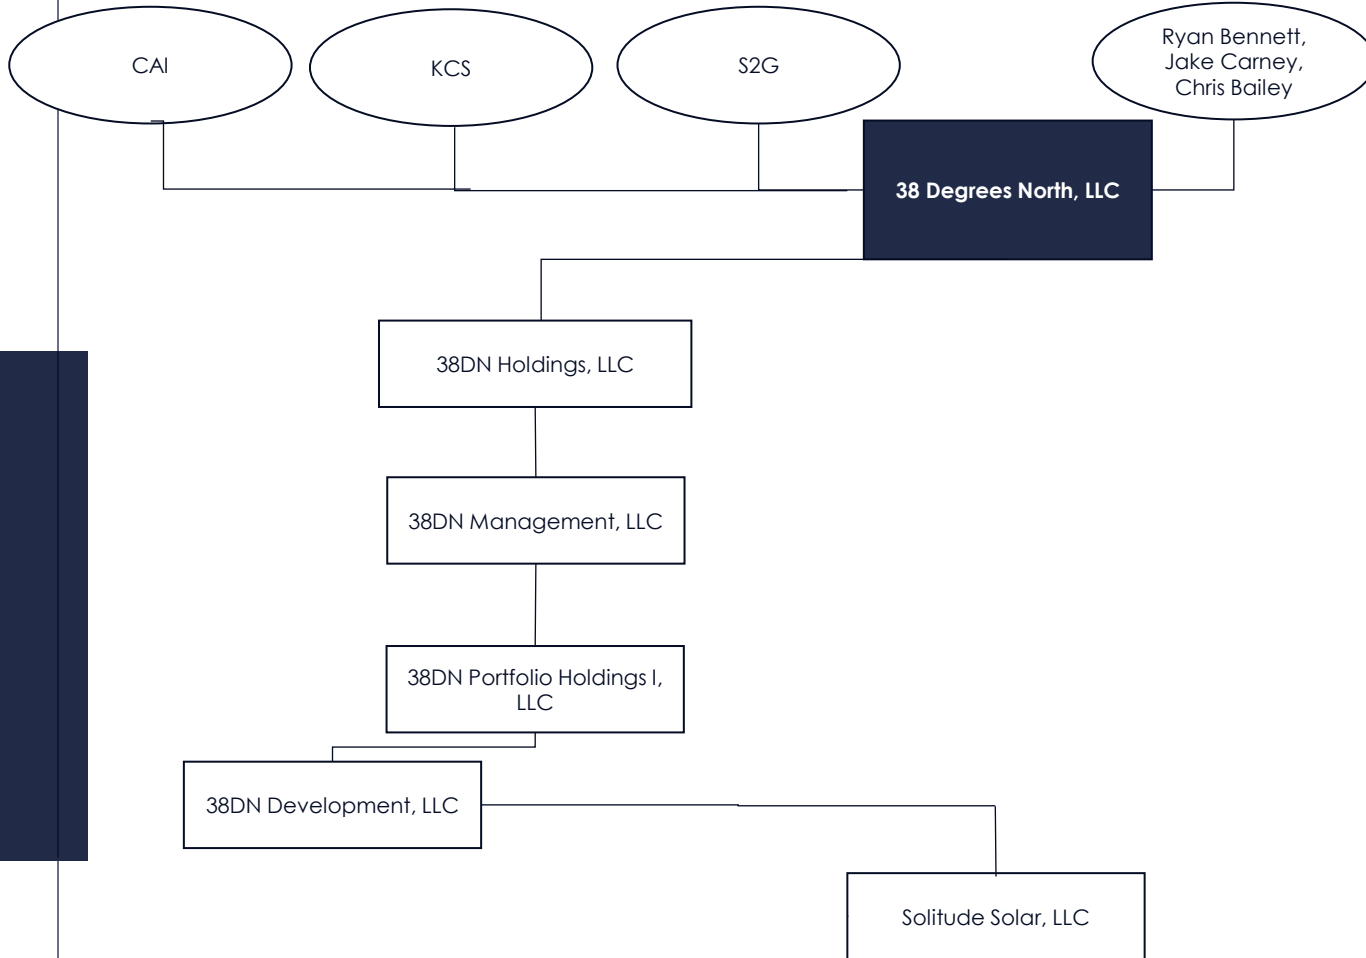 CAI
KCS
S2G
Ryan Bennett,
Jake Carney,
Chris Bailey
38 Degrees North, LLC
38DN Holdings, LLC
38DN Management, LLC
38DN Portfolio Holdings I,
LLC
38DN Development, LLC
Solitude Solar, LLC